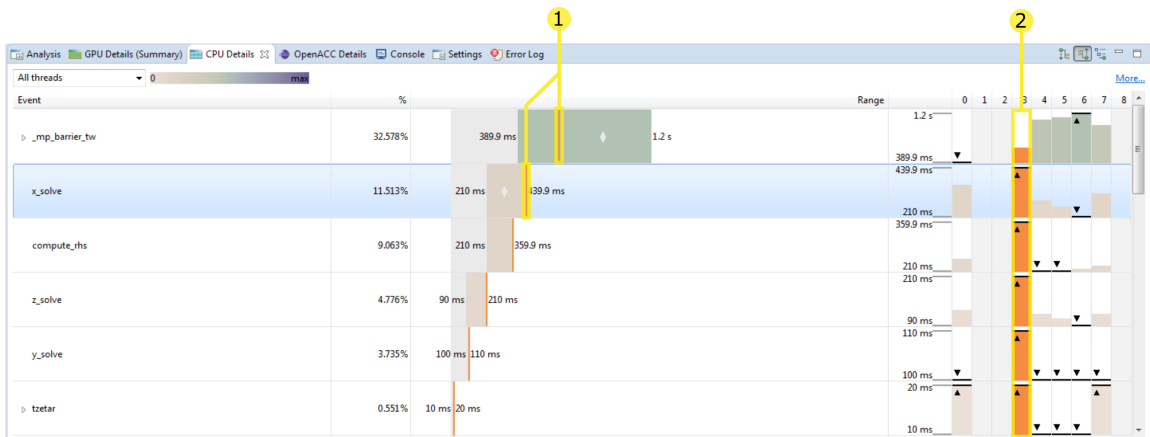 1
2
Analysis GPU Details (Summary) CPU Details OpenACC Details Console Settings Error Log
All threads 0 max More...
Event % Range 0 1 2 3 4 5 6 7 8
1.2 s
_mp_barrier_tw 32.578% 389.9 ms 1.2 s
389.9 ms
439.9 ms
x_solve 11.513% 210 ms 439.9 ms
210 ms
359.9 ms
compute_rhs 9.063% 210 ms 359.9 ms
210 ms
210 ms
z_solve 4.776% 90 ms 210 ms
90 ms
110 ms
y_solve 3.735% 100 ms 110 ms
100 ms
20 ms
tzetar 0.551% 10 ms 20 ms
10 ms